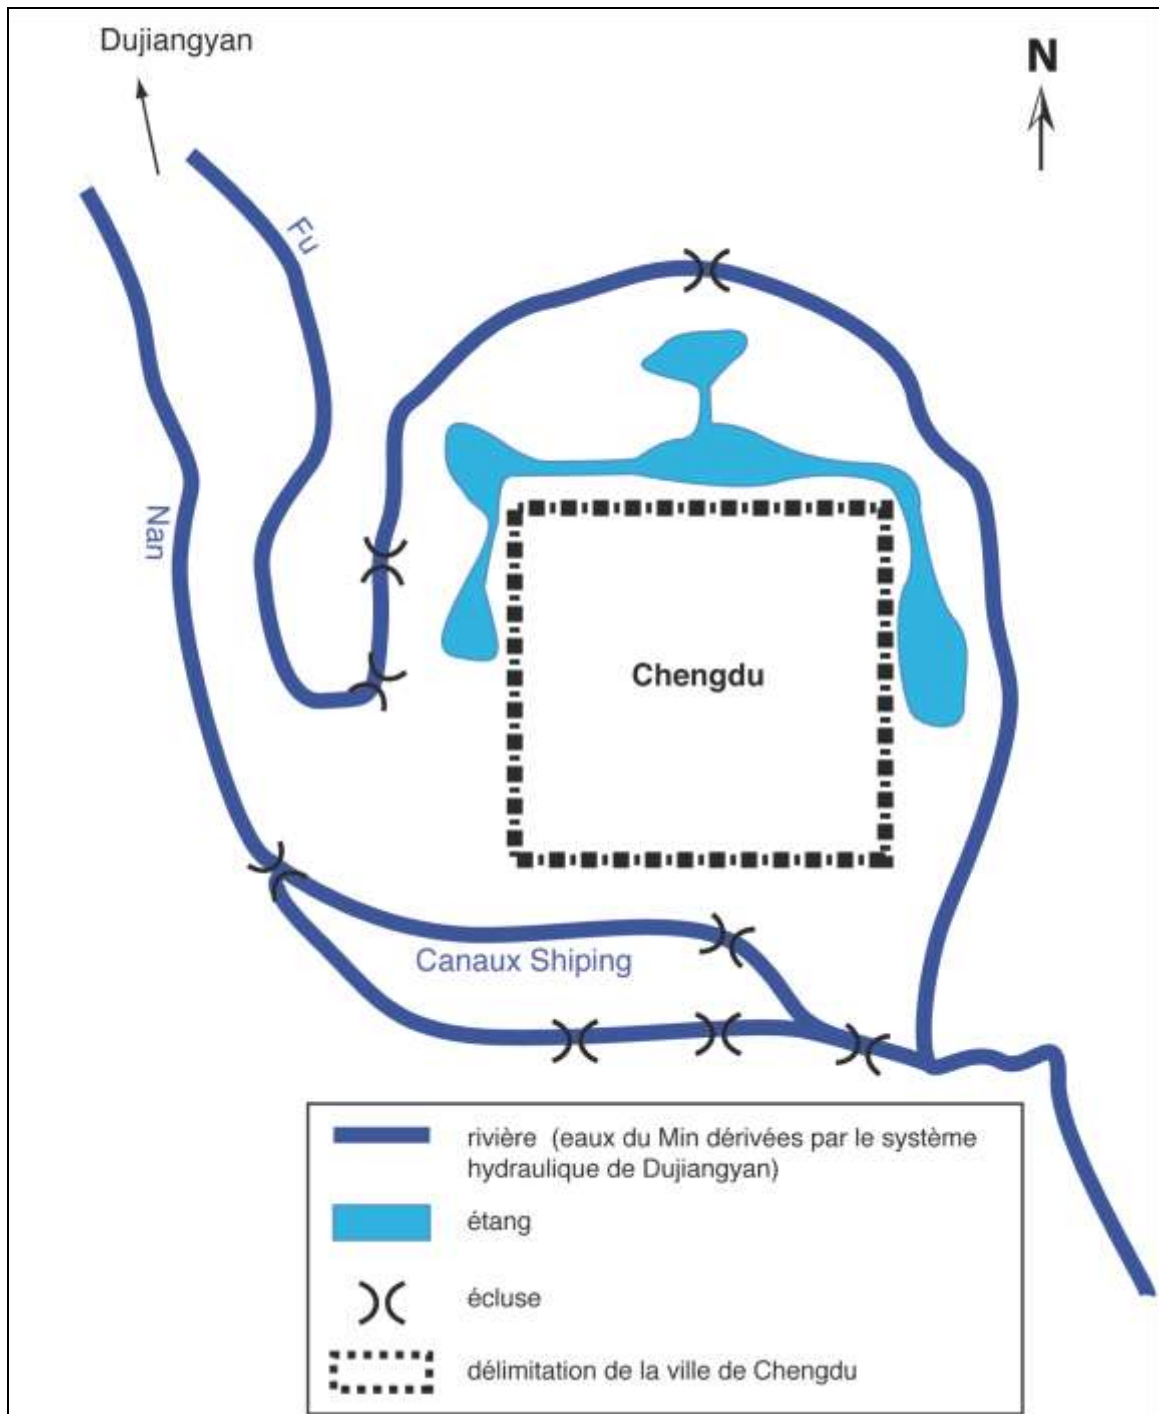 Dujiangyan
N
Fu
Nan
Chengdu
Canaux Shiping
rivière (eaux du Min dérivées par le système
hydraulique de Dujiangyan)
étang
écluse
délimitation de la ville de Chengdu